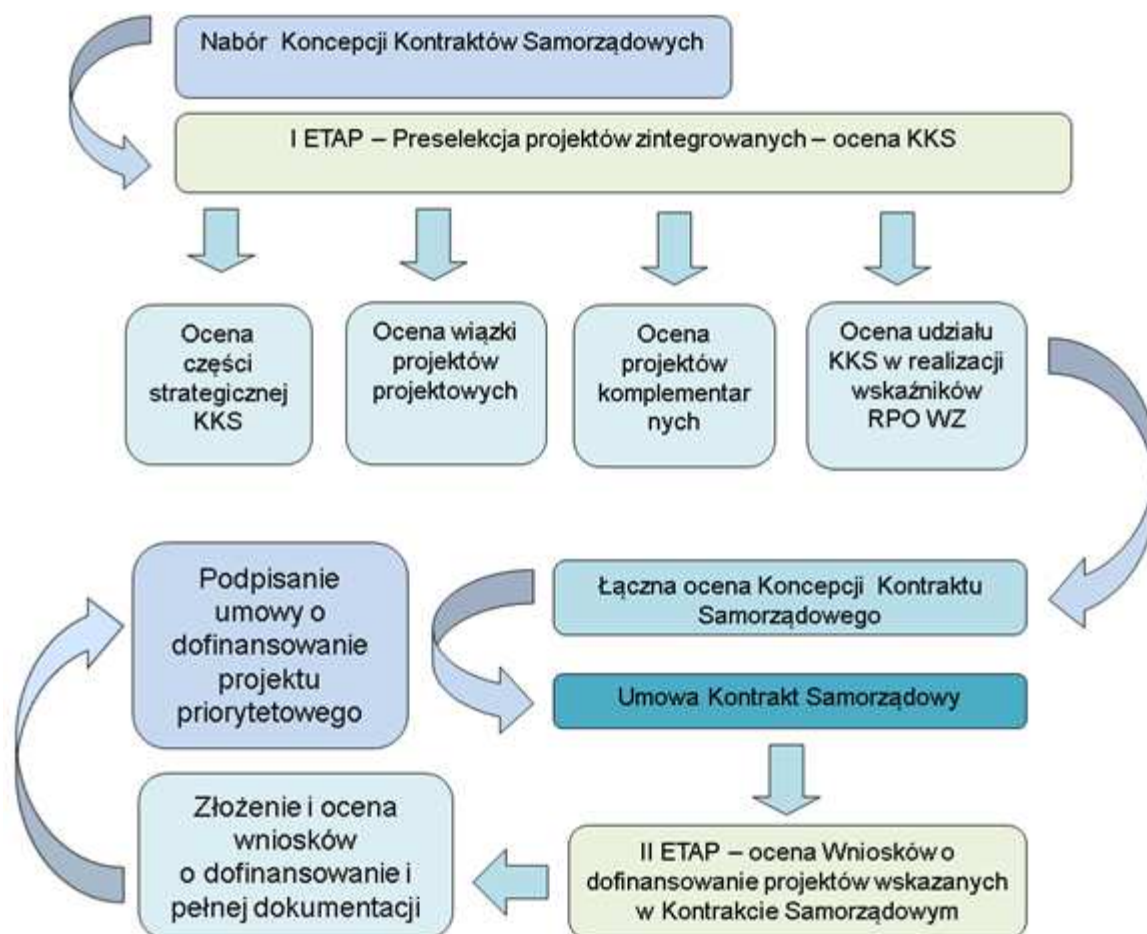 Nabór Koncepcji Kontraktów Samorządowych
I ETAP – Preselekcja projektów zintegrowanych – ocena KKS
Ocena
części
strategicznej
KKS
Ocena wiązki
projektów
projektowych
Ocena
projektów
komplementar
nych
Ocena udziału
KKS w realizacji
wskaźników
RPO WZ
Łączna ocena Koncepcji Kontraktu
Samorządowego
Umowa Kontrakt Samorządowy
II ETAP – ocena Wniosków o
dofinansowanie projektów wskazanych
w Kontrakcie Samorządowym
Złożenie i ocena
wniosków
o dofinansowanie i
pełnej dokumentacji
Podpisanie
umowy o
dofinansowanie
projektu
priorytetowego